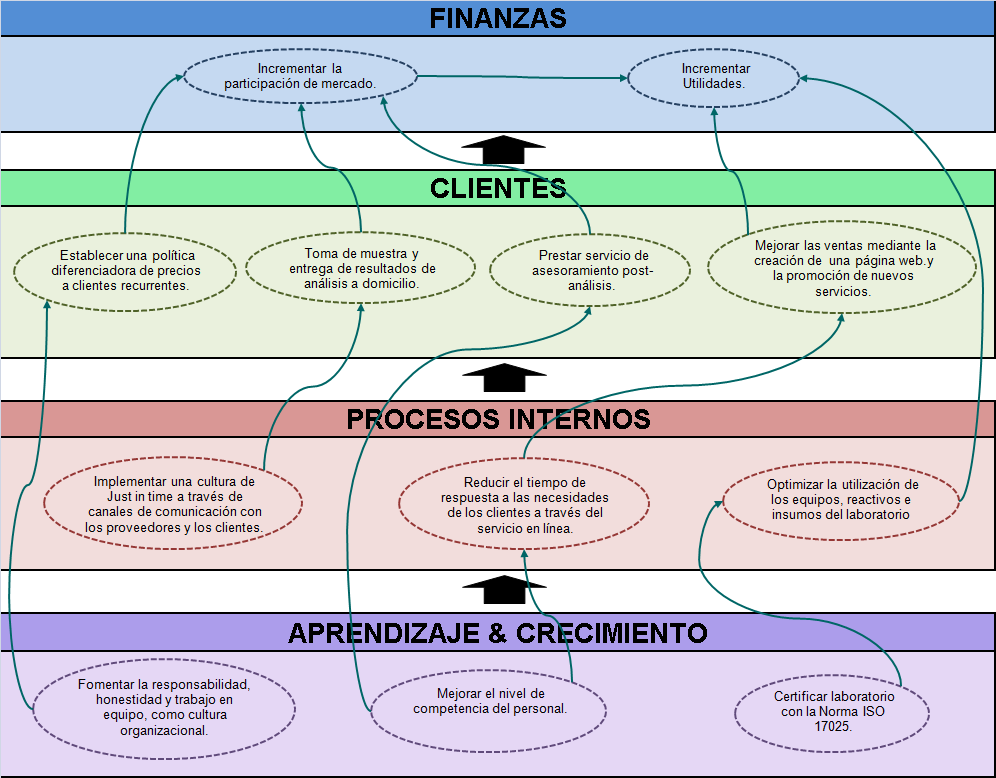 FINANZAS
Incrementar la
participación de mercado.
Incrementar
Utilidades.
CLIENTES
Establecer una política
diferenciadora de precios
a clientes recurrentes.
Toma de muestra y
entrega de resultados de
análisis a domicilio.
Prestar servicio de
asesoramiento post-
análisis.
Mejorar las ventas mediante la
creación de una página web.y
la promoción de nuevos
servicios.
PROCESOS INTERNOS
Implementar una cultura de
Just in time a través de
canales de comunicación con
los proveedores y los clientes.
Reducir el tiempo de
respuesta a las necesidades
de los clientes a través del
servicio en línea.
Optimizar la utilización de
los equipos, reactivos e
insumos del laboratorio
APRENDIZAJE & CRECIMIENTO
Fomentar la responsabilidad,
honestidad y trabajo en
equipo, como cultura
organizacional.
Mejorar el nivel de
competencia del personal.
Certificar laboratorio
con la Norma ISO
17025.